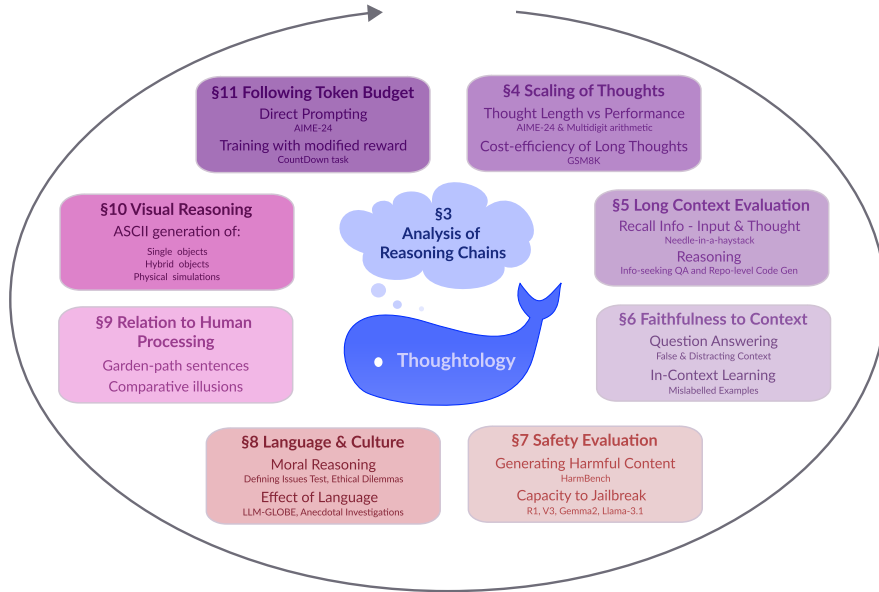 §3
Analysis of
Reasoning Chains
Thoughtology
§4 Scaling of Thoughts
Thought Length vs Performance
AIME-24 & Multidigit arithmetic
Cost-efficiency of Long Thoughts
GSM8K
§5 Long Context Evaluation
Recall Info - Input & Thought
Needle-in-a-haystack
Reasoning
Info-seeking QA and Repo-level Code Gen
§6 Faithfulness to Context
Question Answering
False & Distracting Context
In-Context Learning
Mislabelled Examples
§7 Safety Evaluation
Generating Harmful Content
HarmBench
Capacity to Jailbreak
R1, V3, Gemma2, Llama-3.1
§8 Language & Culture
Moral Reasoning
Defining Issues Test, Ethical Dilemmas
Effect of Language
LLM-GLOBE, Anecdotal Investigations
§9 Relation to Human
Processing
Garden-path sentences
Comparative illusions
§10 Visual Reasoning
ASCII generation of:
Single objects
Hybrid objects
Physical simulations
§11 Following Token Budget
Direct Prompting
AIME-24
Training with modified reward
CountDown task